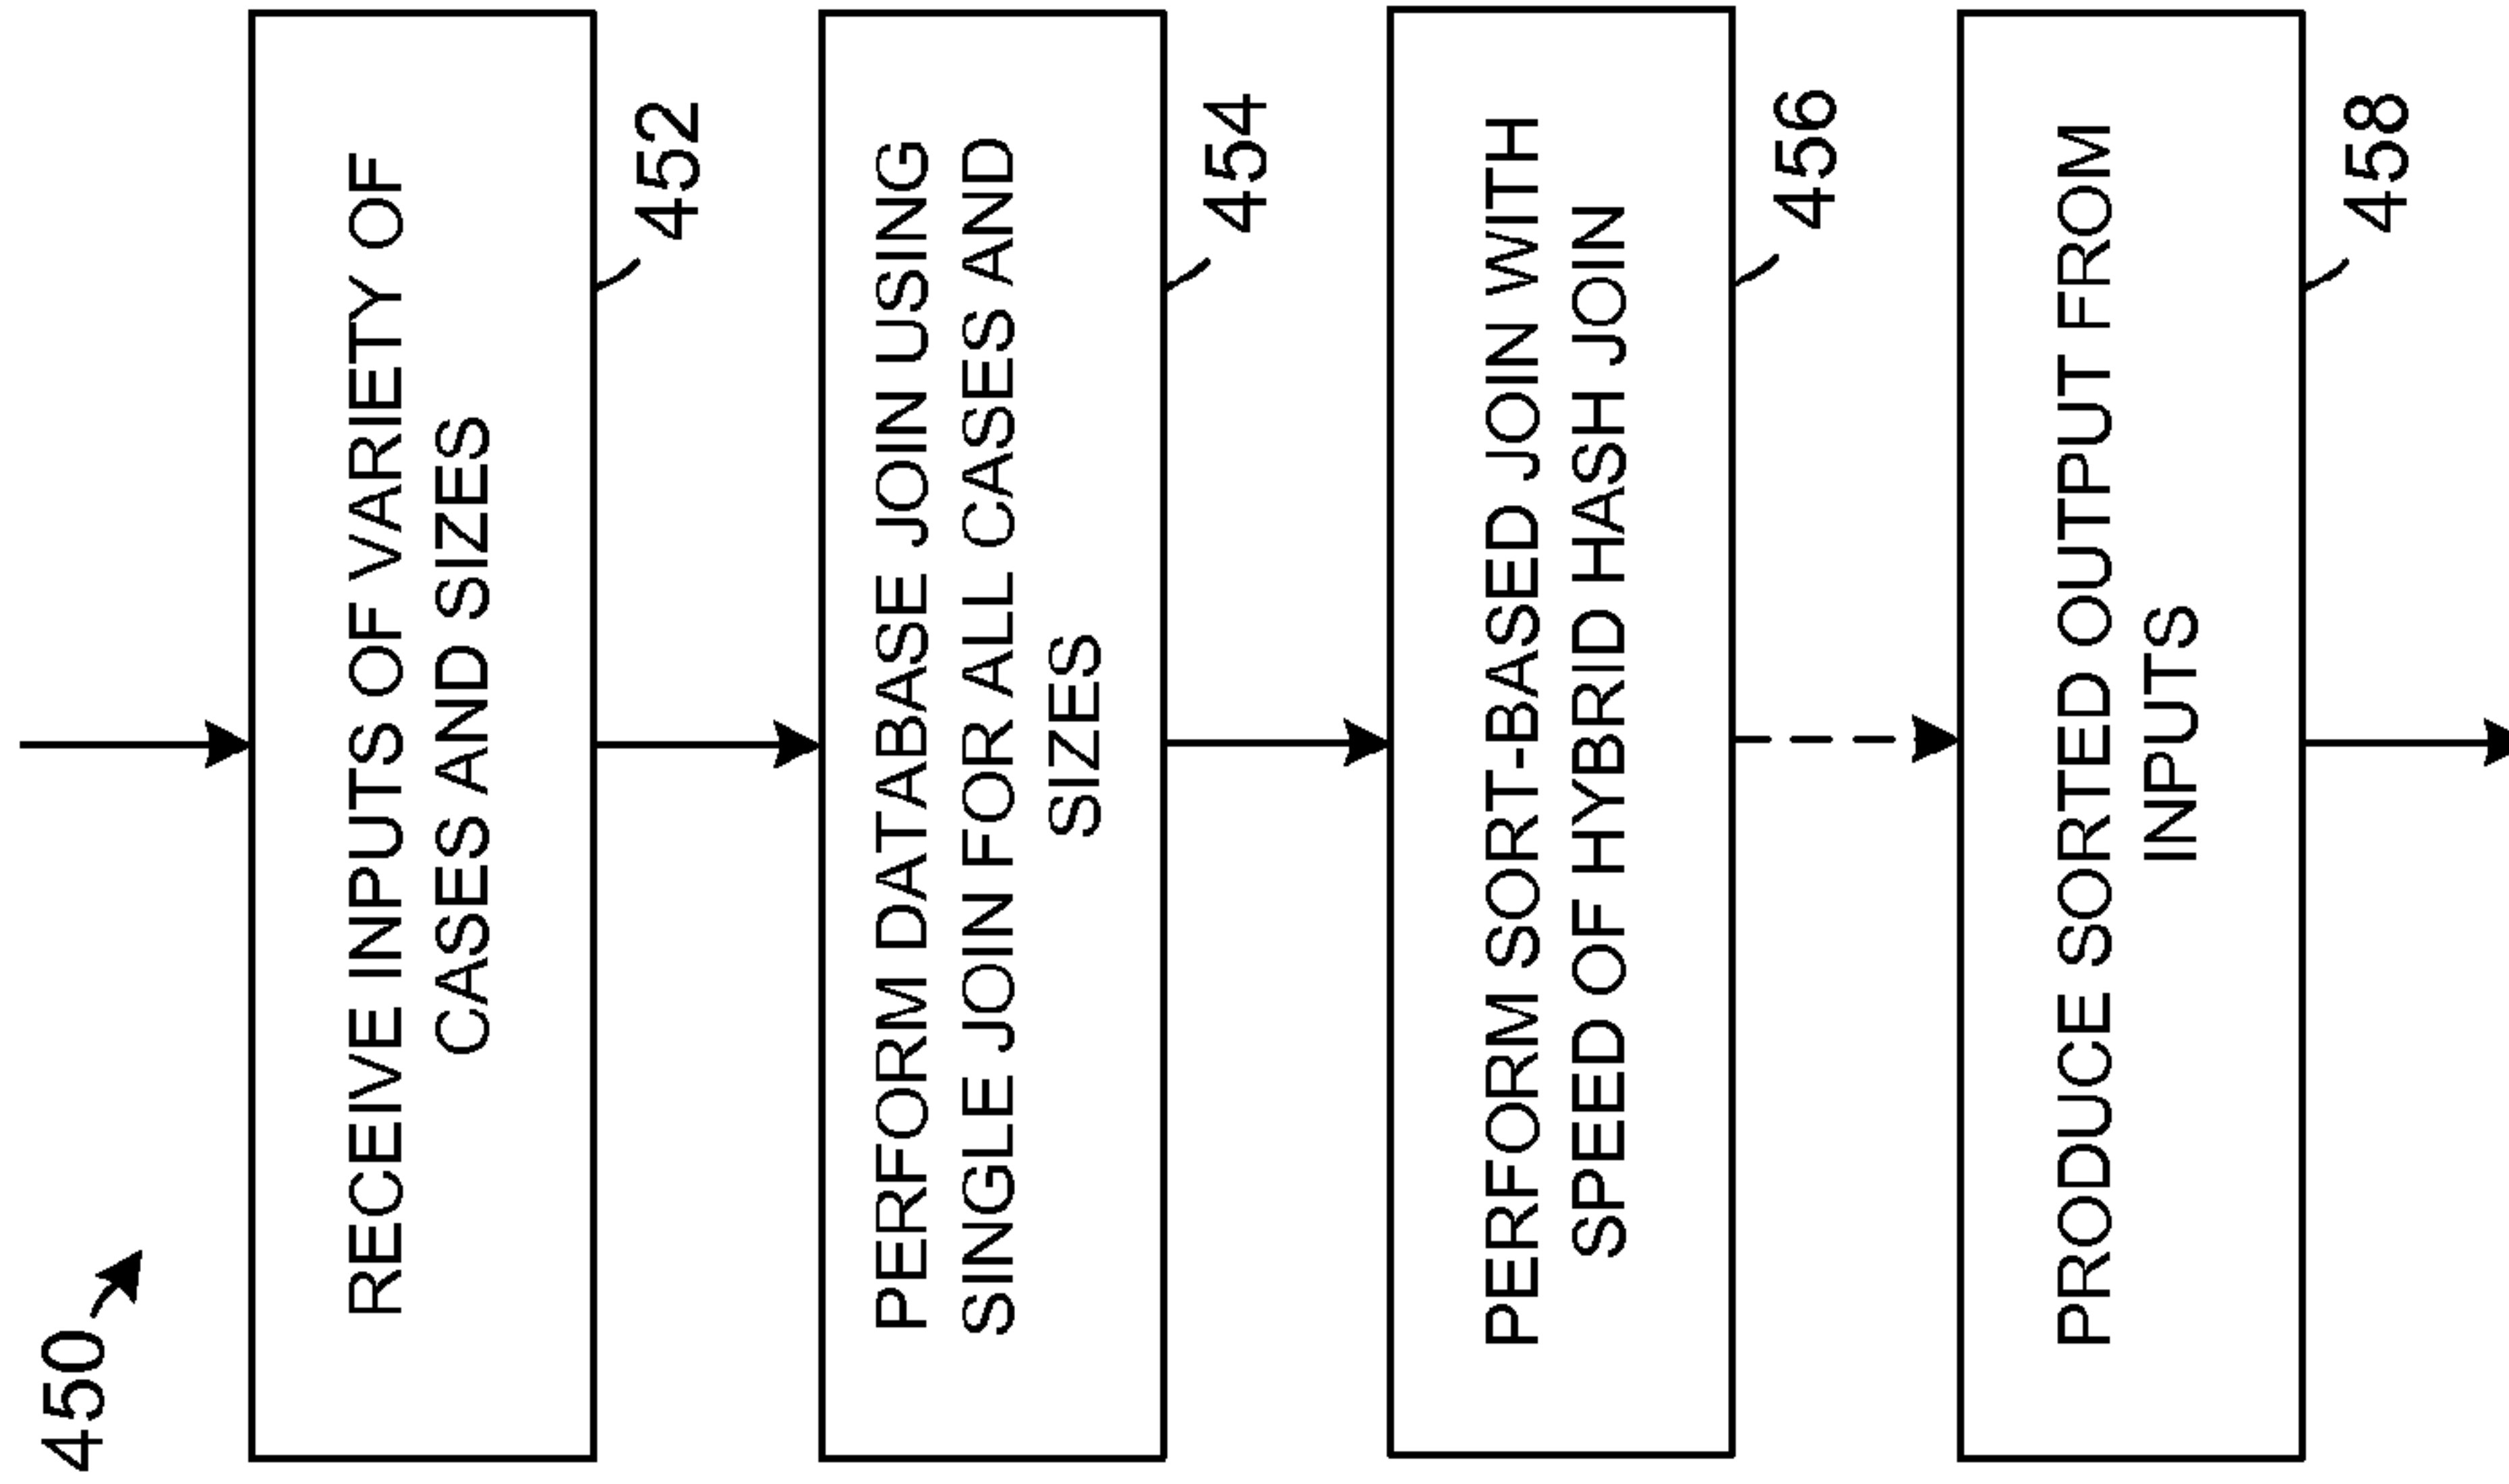 450
RECEIVE INPUTS OF VARIETY OF
CASES AND SIZES
452
PERFORM DATABASE JOIN USING
SINGLE JOIN FOR ALL CASES AND
SIZES
454
PERFORM SORT-BASED JOIN WITH
SPEED OF HYBRID HASH JOIN
456
PRODUCE SORTED OUTPUT FROM
INPUTS
458